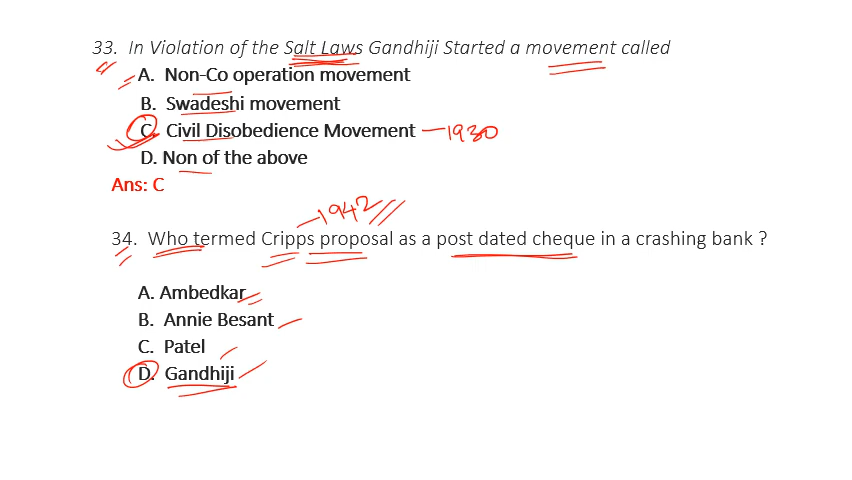 33. In Violation of the Salt Laws Gandhiji Started a movement called
A. Non-Co operation movement
B. Swadeshi movement
C. Civil Disobedience Movement —1930
D. Non of the above
Ans: C
—1942
34. Who termed Cripps proposal as a post dated cheque in a crashing bank ?
A. Ambedkar
B. Annie Besant
C. Patel
D. Gandhiji